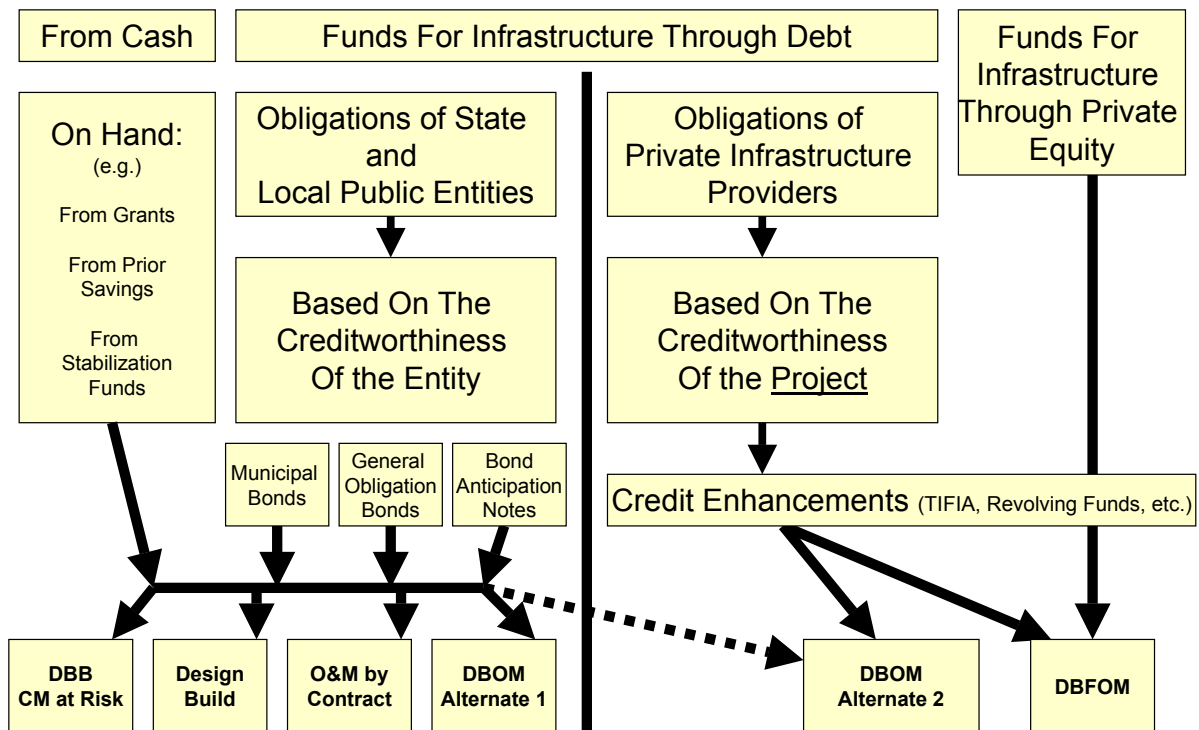 From Cash
Funds For Infrastructure Through Debt
Funds For
Infrastructure
Through Private
Equity
On Hand:
(e.g.)
From Grants
From Prior
Savings
From
Stabilization
Funds
Obligations of State
and
Local Public Entities
Obligations of
Private Infrastructure
Providers
Based On The
Creditworthiness
Of the Entity
Based On The
Creditworthiness
Of the Project
Municipal
Bonds
General
Obligation
Bonds
Bond
Anticipation
Notes
Credit Enhancements (TIFIA, Revolving Funds, etc.)
DBB
CM at Risk
Design
Build
O&M by
Contract
DBOM
Alternate 1
DBOM
Alternate 2
DBFOM